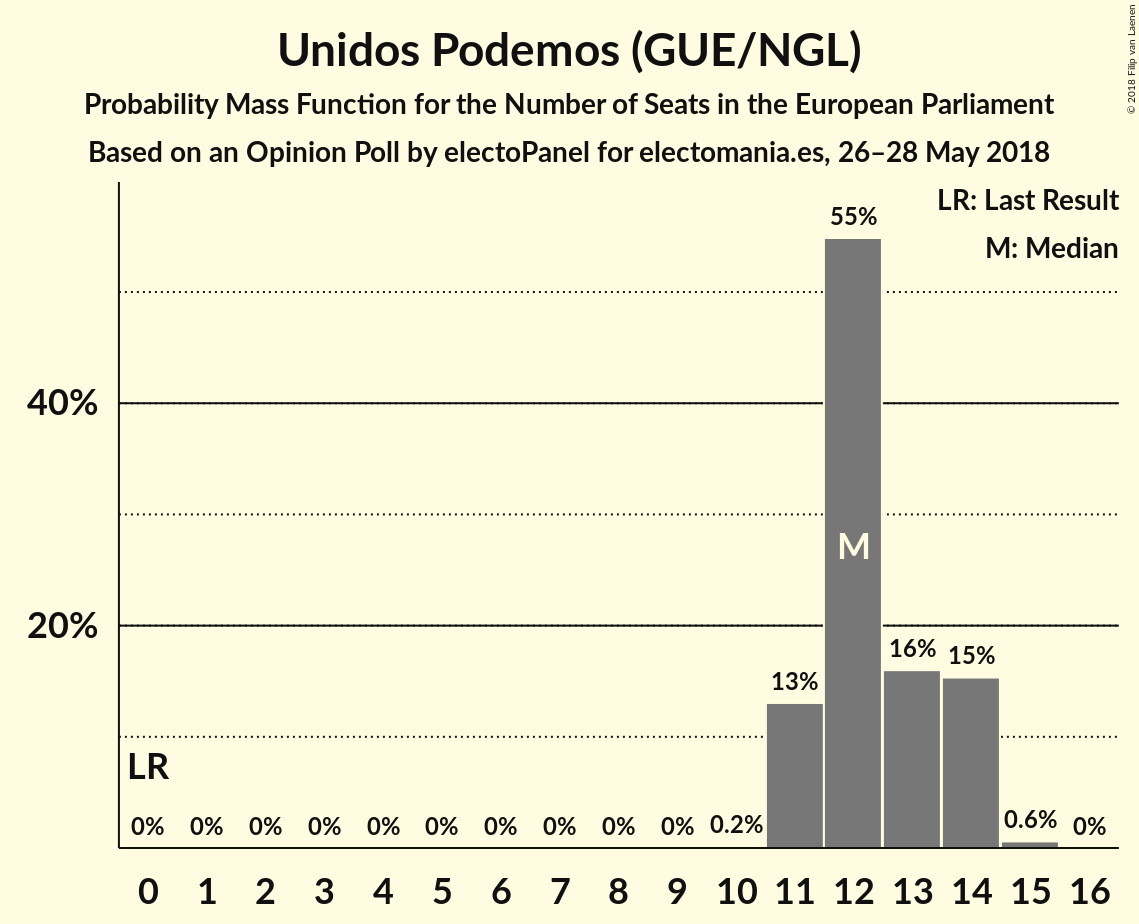 Unidos Podemos (GUE/NGL)
Probability Mass Function for the Number of Seats in the European Parliament
Based on an Opinion Poll by electoPanel for electomania.es, 26–28 May 2018
© 2018 Filip van Laenen
LR: Last Result
M: Median
55%
40%
M
20%
16%
15%
13%
LR
0% 0% 0% 0% 0% 0% 0% 0% 0% 0% 0.2% 0.6% 0%
0 1 2 3 4 5 6 7 8 9 10 11 12 13 14 15 16